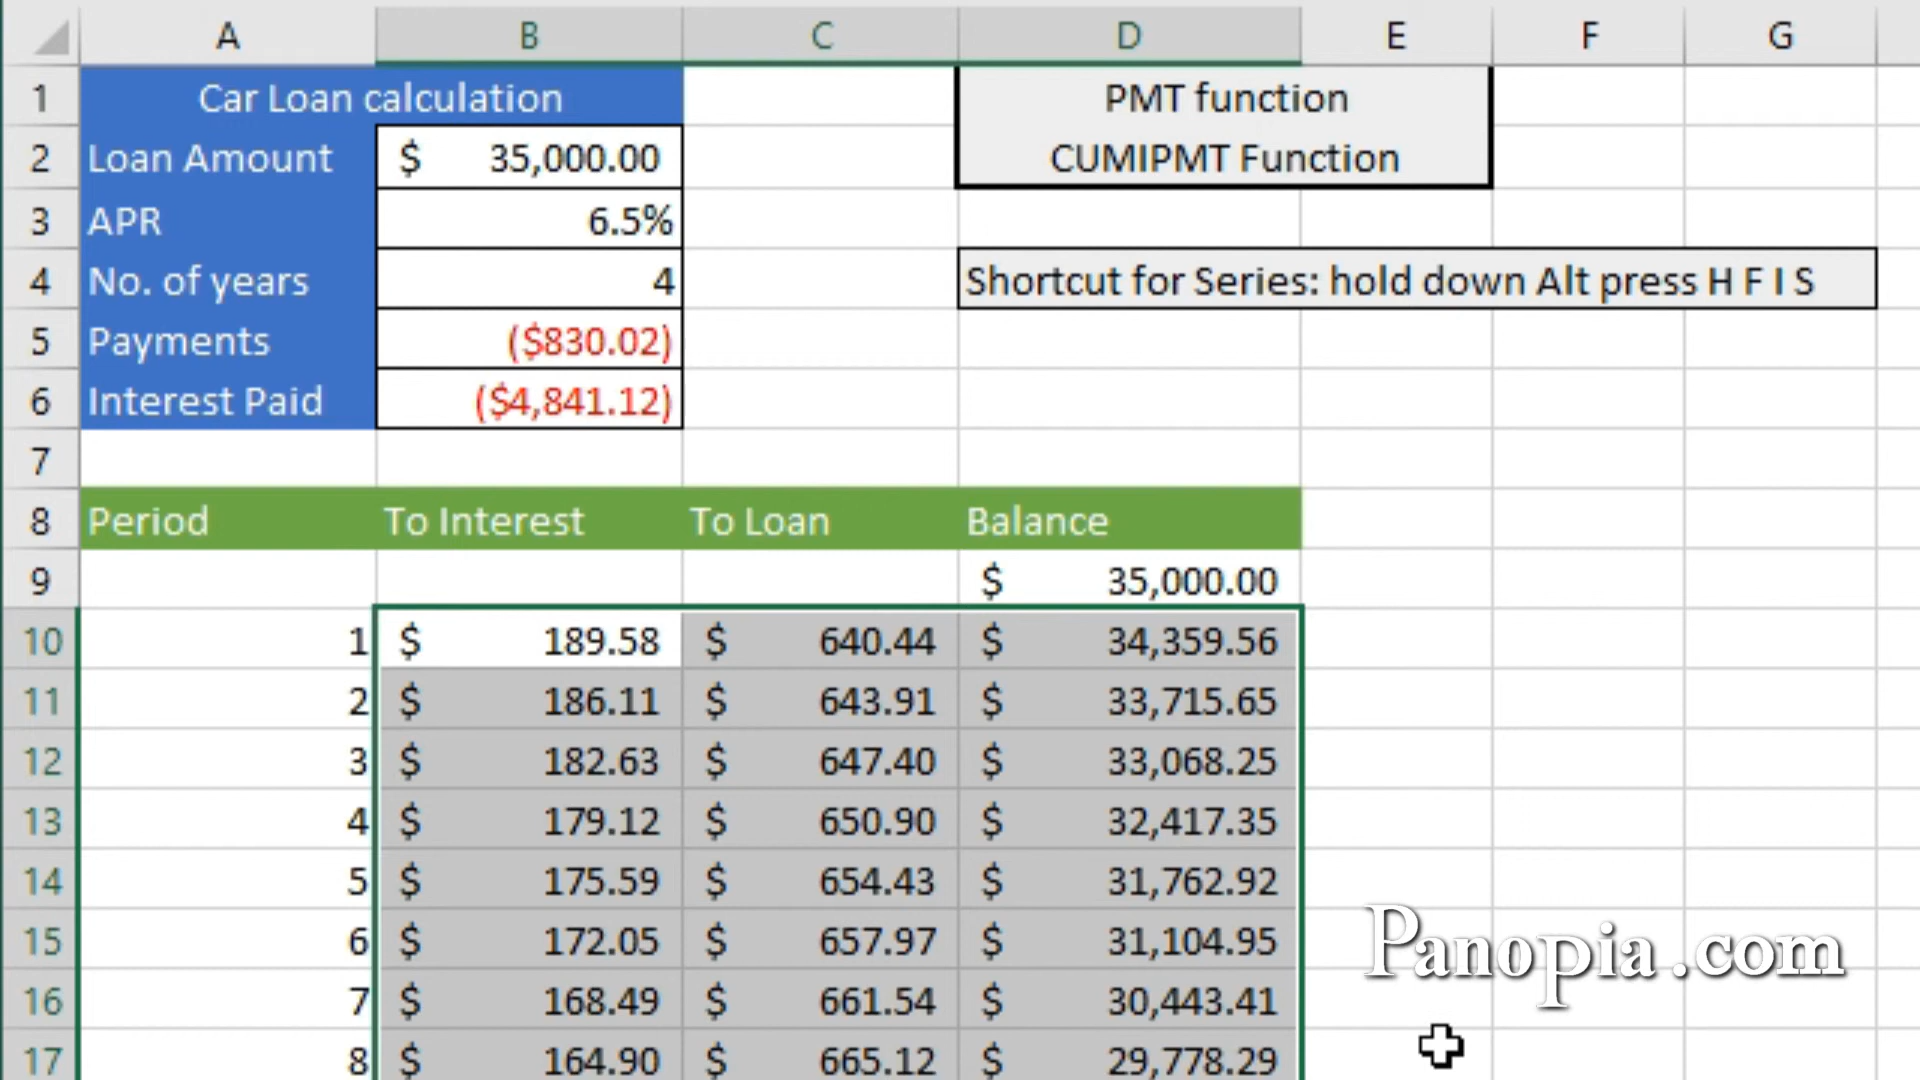 A B C D E F G
1 Car Loan calculation PMT function
2 Loan Amount $ 35,000.00 CUMIPMT Function
3 APR 6.5%
4 No. of years 4 Shortcut for Series: hold down Alt press H F I S
5 Payments ($830.02)
6 Interest Paid ($4,841.12)
7
8 Period To Interest To Loan Balance
9 $ 35,000.00
10 1 $ 189.58 $ 640.44 $ 34,359.56
11 2 $ 186.11 $ 643.91 $ 33,715.65
12 3 $ 182.63 $ 647.40 $ 33,068.25
13 4 $ 179.12 $ 650.90 $ 32,417.35
14 5 $ 175.59 $ 654.43 $ 31,762.92
15 6 $ 172.05 $ 657.97 $ 31,104.95
Panopia.com
16 7 $ 168.49 $ 661.54 $ 30,443.41
17 8 $ 164.90 $ 665.12 $ 29,778.29